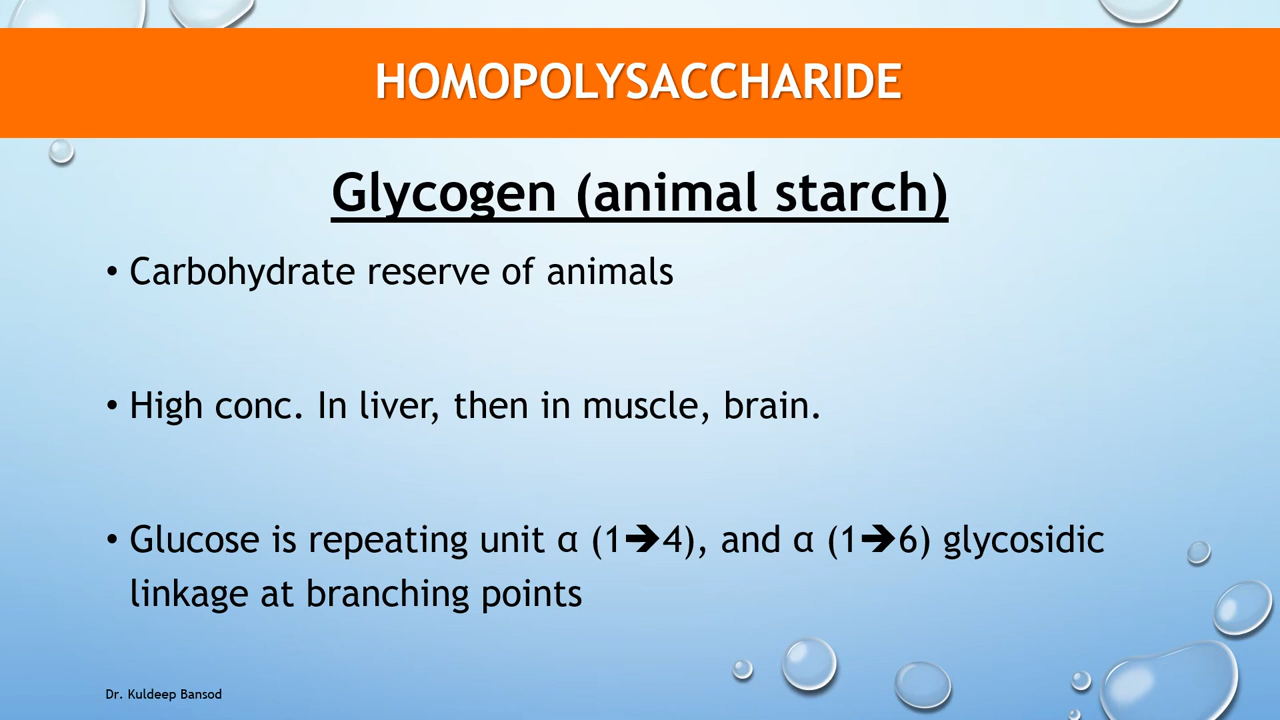 HOMOPOLYSACCHARIDE
Glycogen (animal starch)
• Carbohydrate reserve of animals
• High conc. In liver, then in muscle, brain.
• Glucose is repeating unit α (1🡪4), and α (1🡪6) glycosidic
linkage at branching points
Dr. Kuldeep Bansod